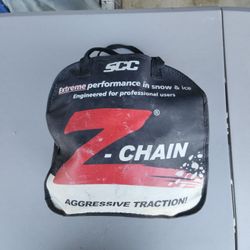 SCC
Extreme performance in snow & ice
Engineered for professional users
Z®
-CHAIN
AGGRESSIVE TRACTION!